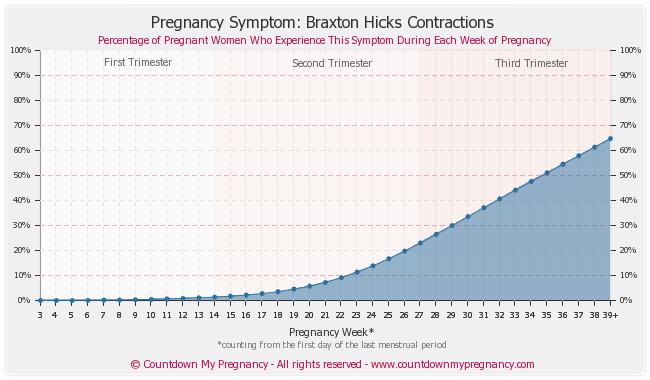 Pregnancy Symptom: Braxton Hicks Contractions
Percentage of Pregnant Women Who Experience This Symptom During Each Week of Pregnancy
100% 100%
First Trimester Second Trimester Third Trimester
90% 90%
80% 80%
70% 70%
60% 60%
50% 50%
40% 40%
30% 30%
20% 20%
10% 10%
0% 0%
3 4 5 6 7 8 9 10 11 12 13 14 15 16 17 18 19 20 21 22 23 24 25 26 27 28 29 30 31 32 33 34 35 36 37 38 39+
Pregnancy Week*
*counting from the first day of the last menstrual period
© Countdown My Pregnancy - All rights reserved - www.countdownmypregnancy.com